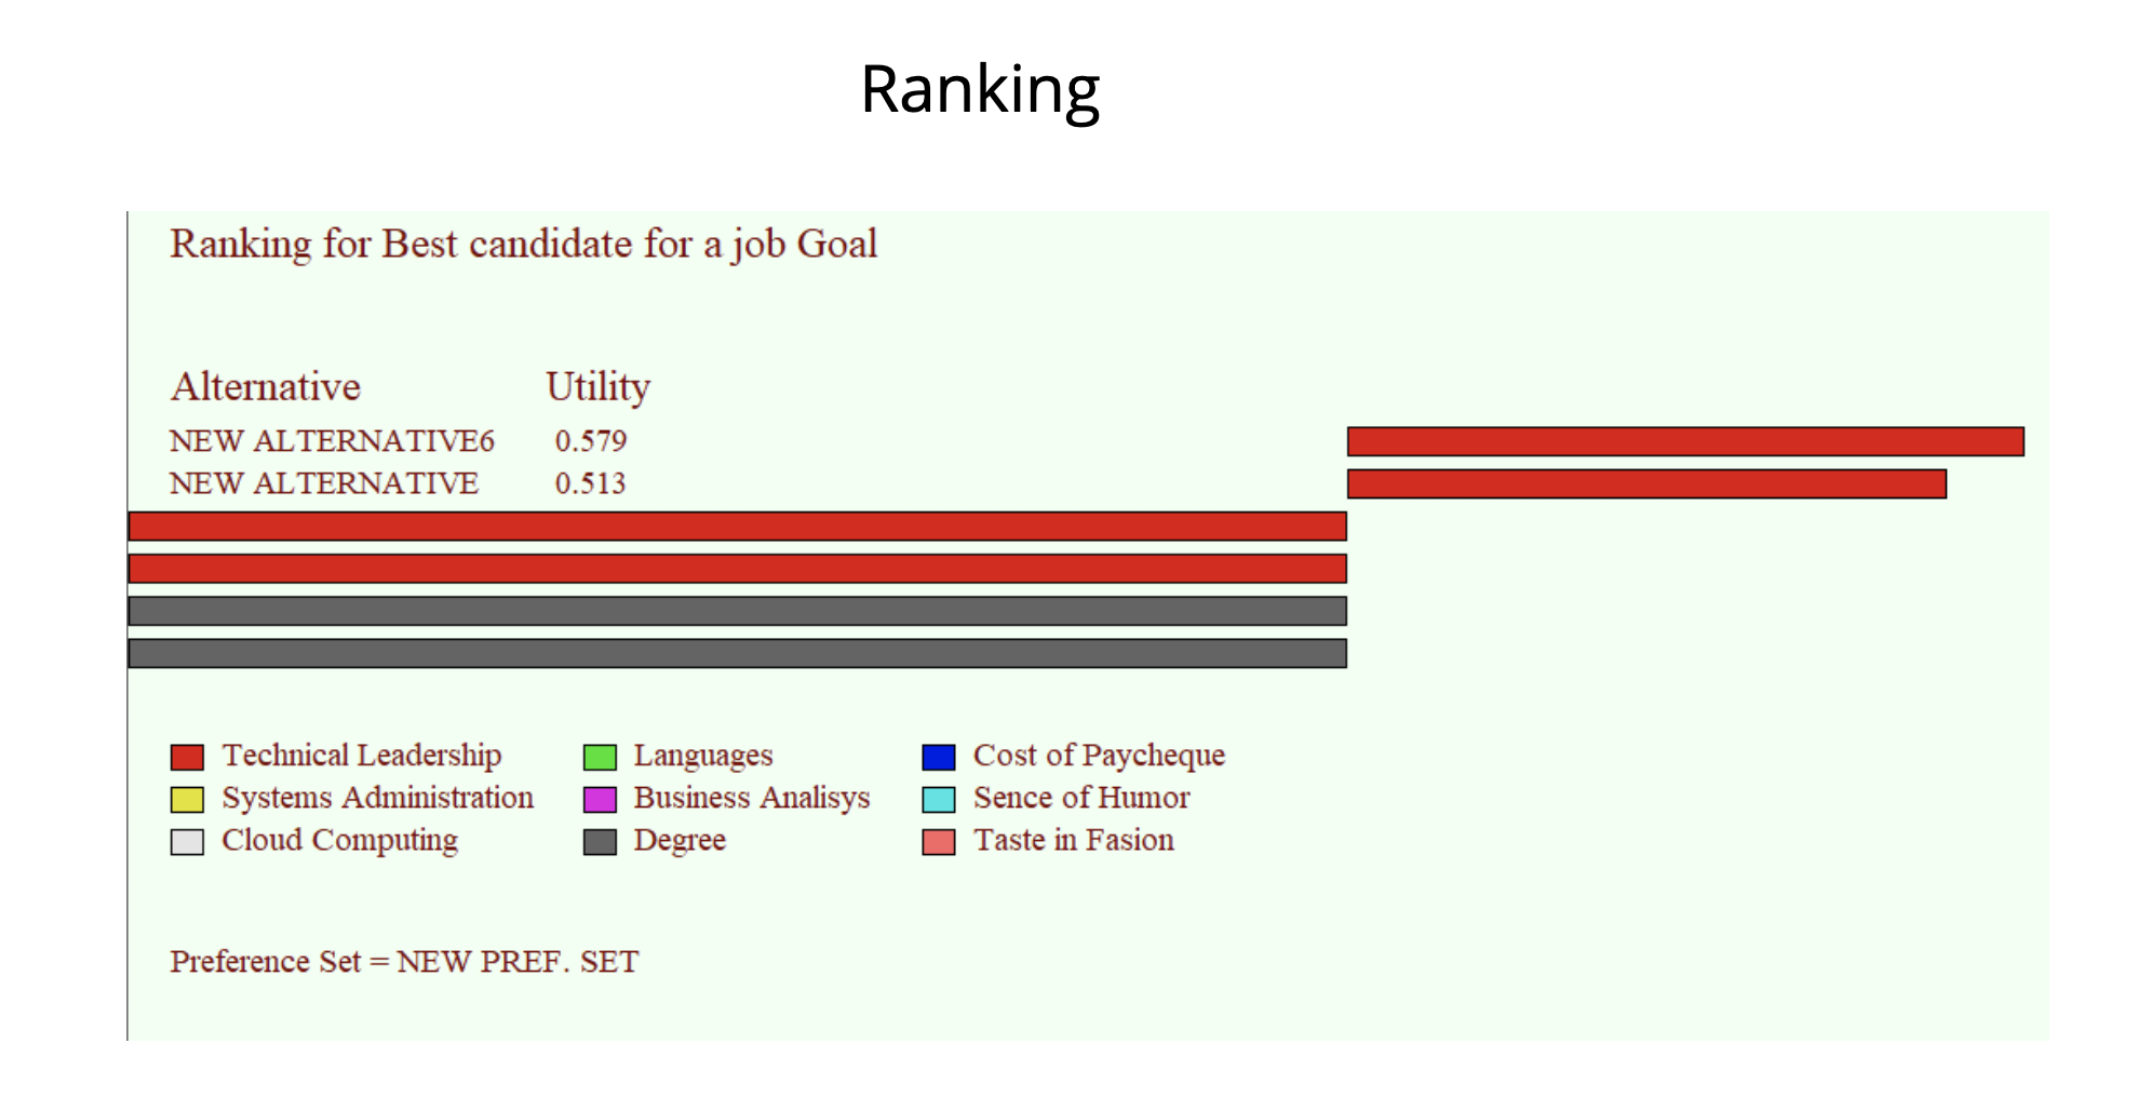 Ranking
Ranking for Best candidate for a job Goal
Alternative Utility
NEW ALTERNATIVE6 0.579
NEW ALTERNATIVE 0.513
Technical Leadership Languages Cost of Paycheque
Systems Administration Business Analisys Sence of Humor
Cloud Computing Degree Taste in Fasion
Preference Set = NEW PREF. SET